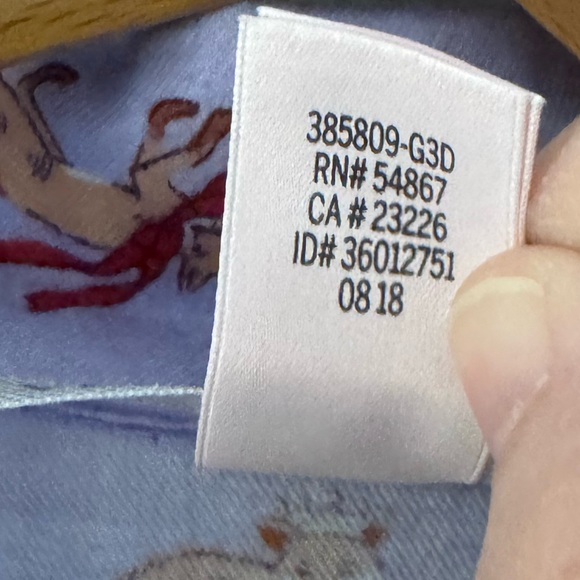 385809-G3D
RN# 54867
CA # 23226
ID# 36012751
08 18